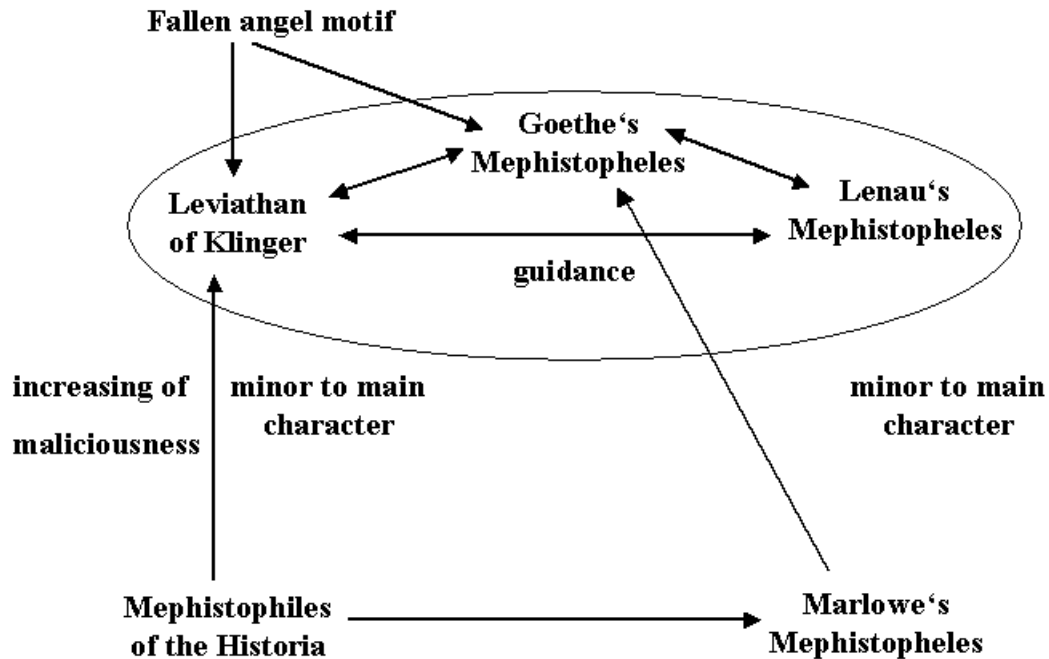 Fallen angel motif
Goethe‘s
Mephistopheles
Leviathan
of Klinger
Lenau‘s
Mephistopheles
guidance
increasing of
maliciousness
minor to main
character
minor to main
character
Mephistophiles
of the Historia
Marlowe‘s
Mephistopheles